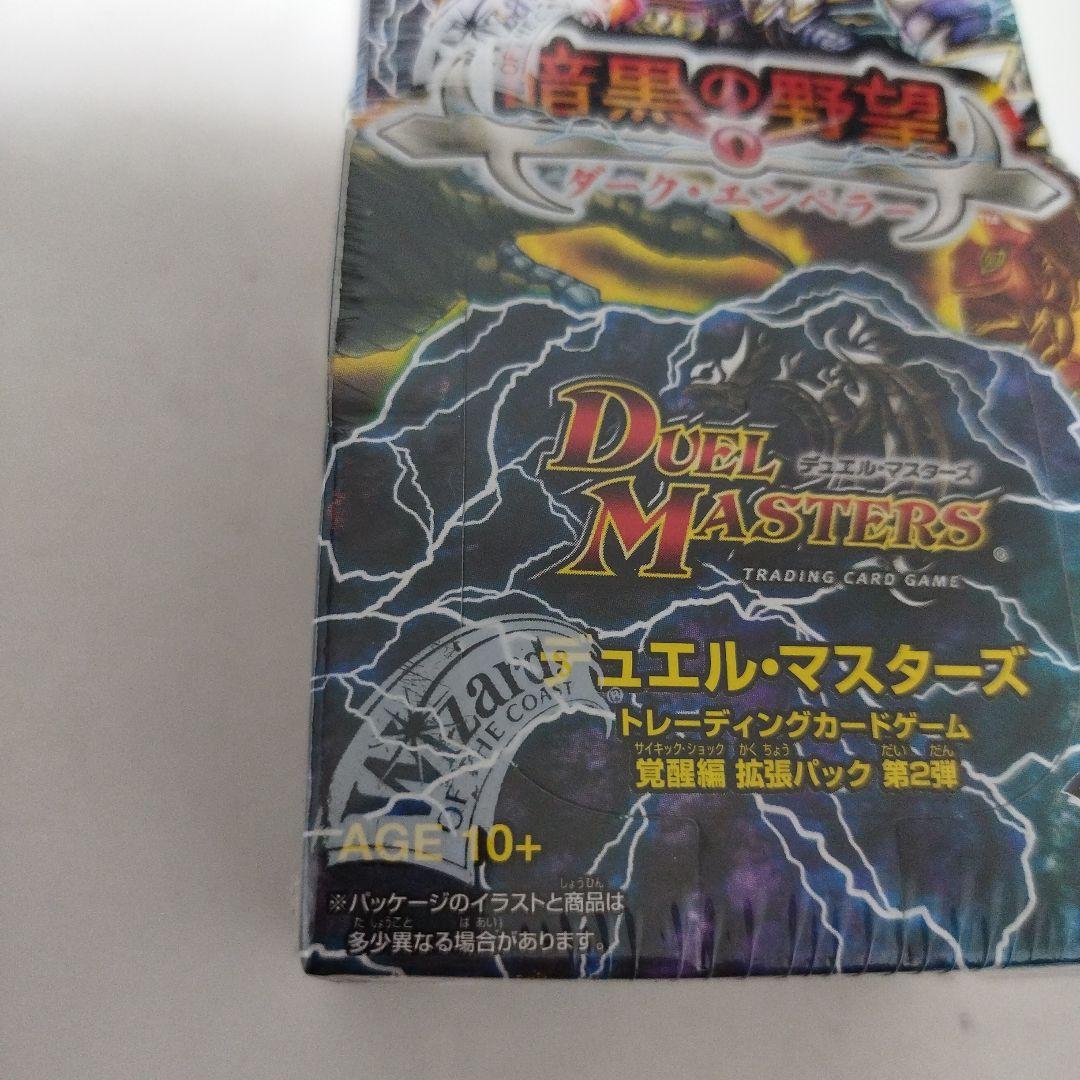 暗黒の野望
ダーク・エンペラー
TM
DUEL
デュエル・マスターズ
MASTERS
®
TRADING CARD GAME
Wizards
OF THE COAST
®
デュエル・マスターズ
トレーディングカードゲーム
サイキック・ショック かくちょう だい だん
覚醒編 拡張パック 第2弾
AGE 10+
しょうひん
※パッケージのイラストと商品は
たしょうこと ばあい
多少異なる場合があります。